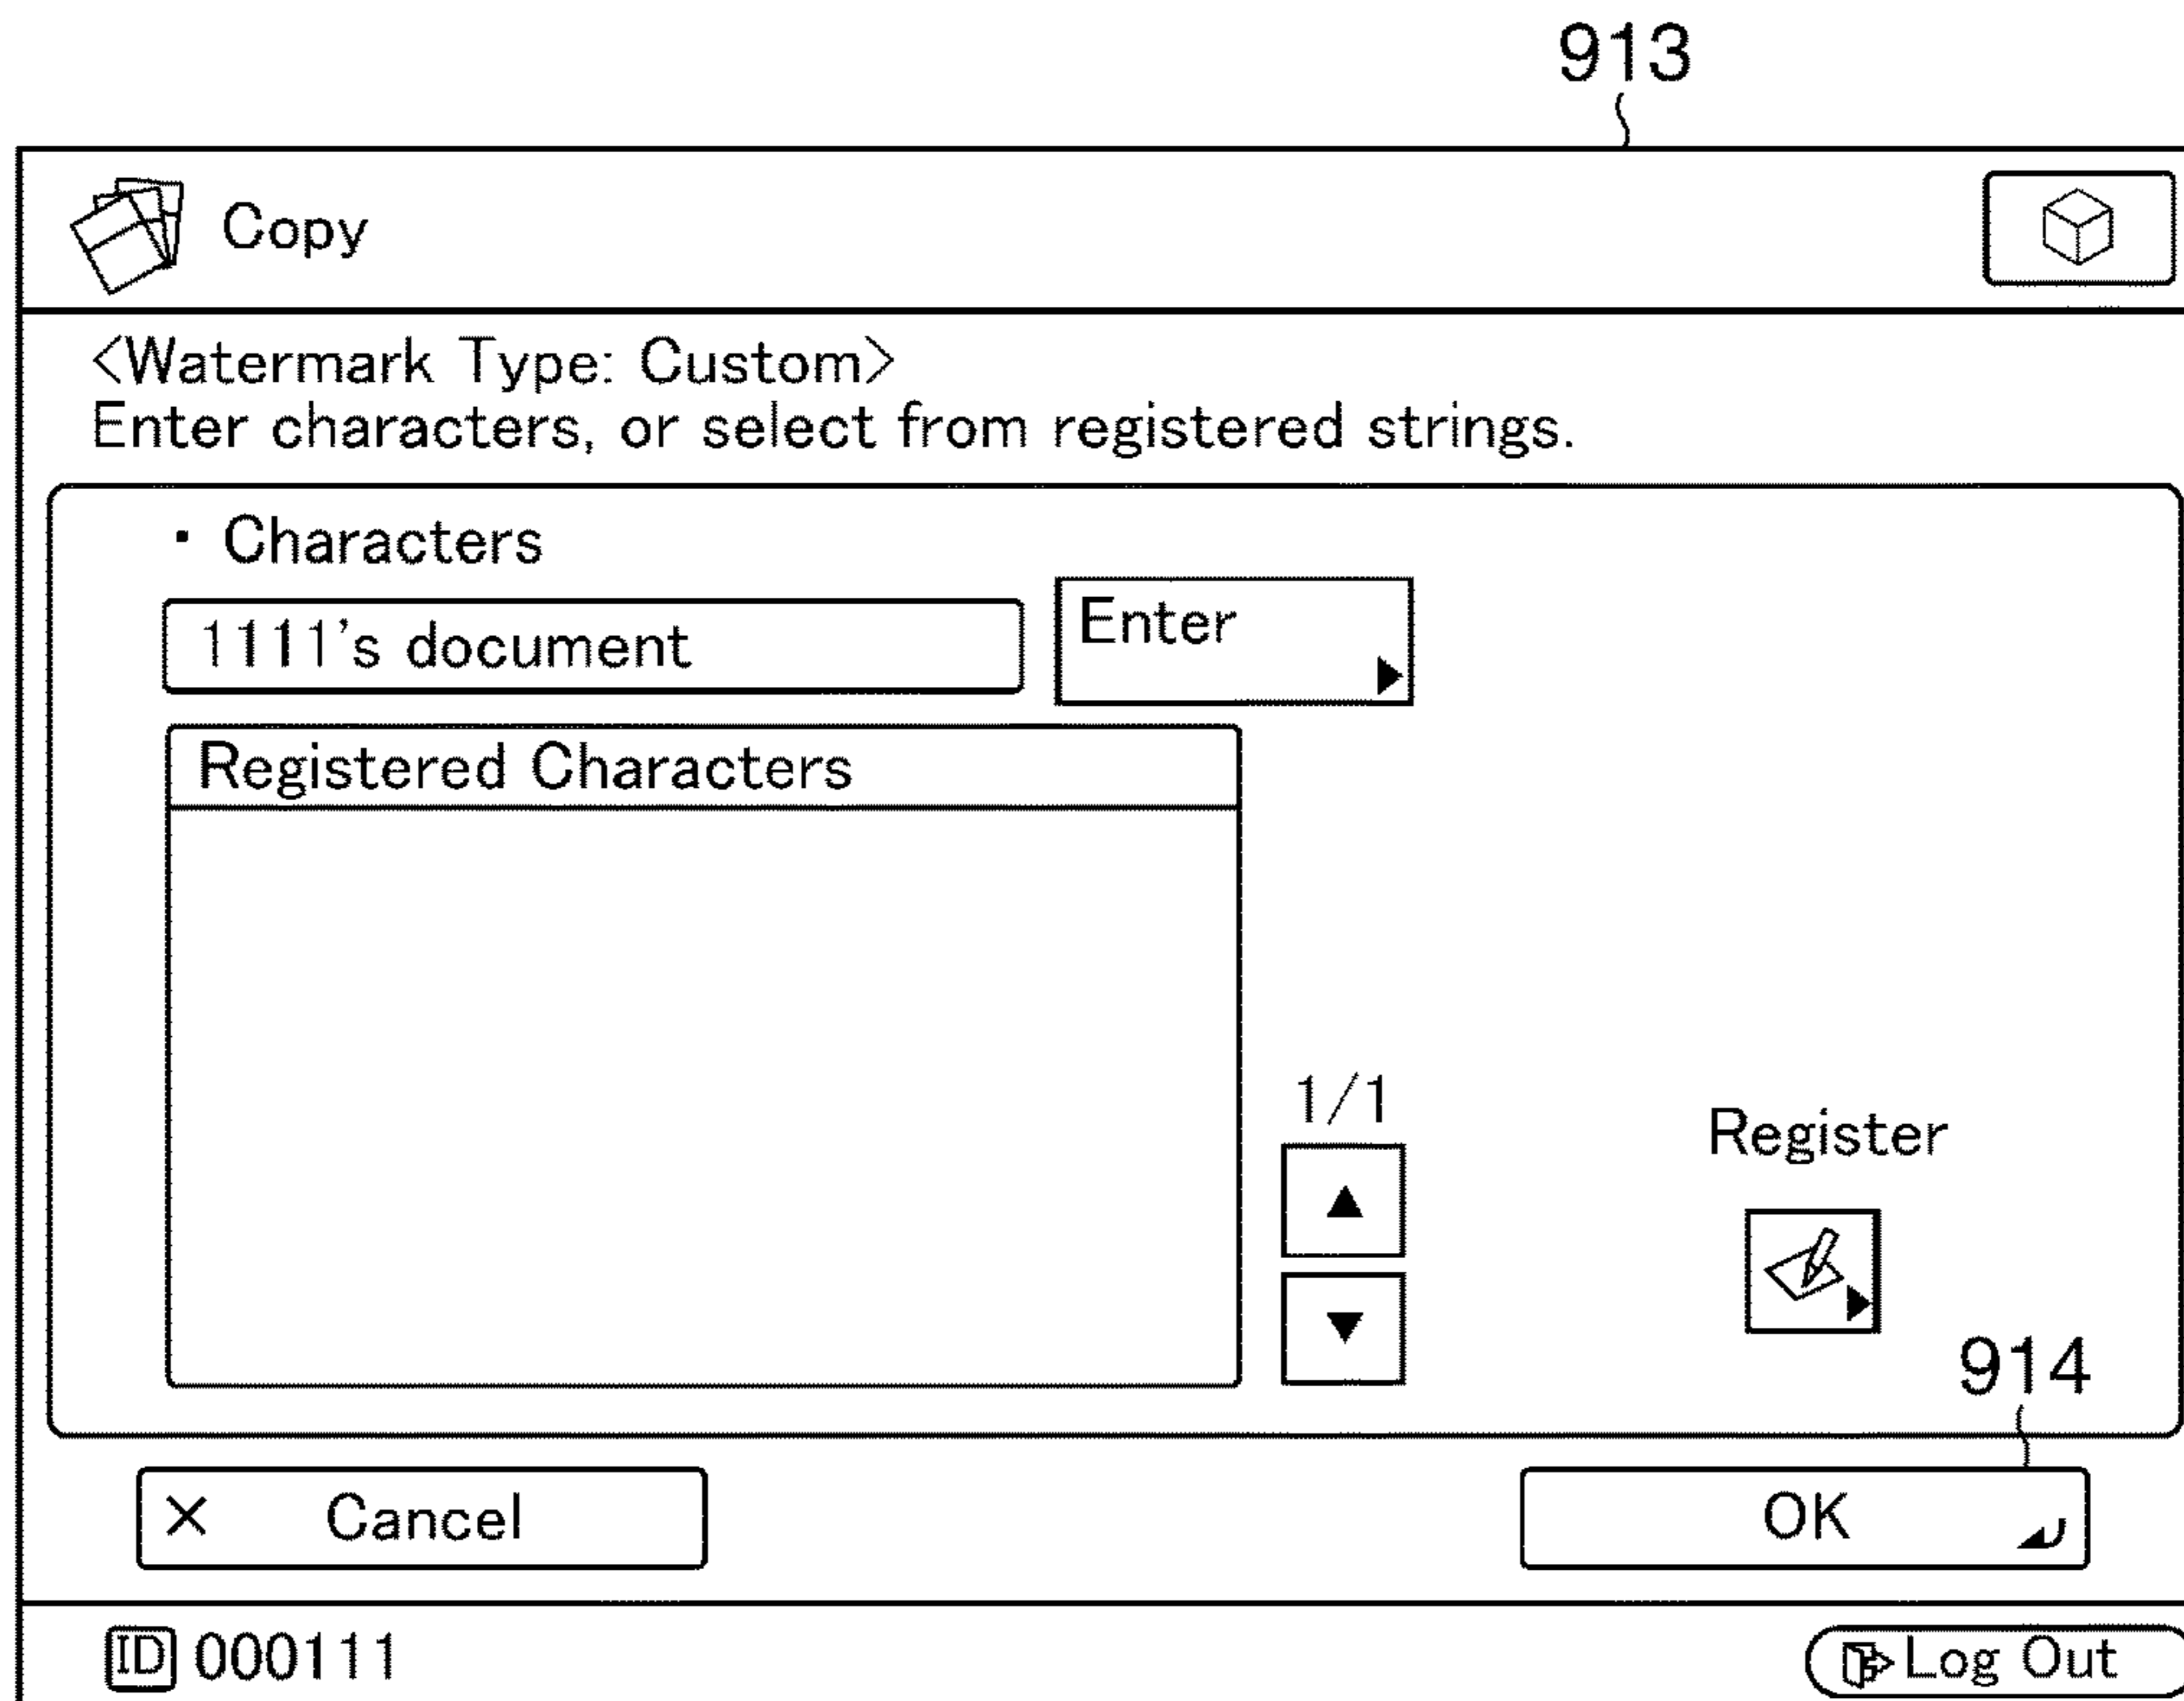 913
Copy
<Watermark Type: Custom>
Enter characters, or select from registered strings.
・Characters
1111's document
Enter
Registered Characters
1/1
Register
914
× Cancel
OK
ID 000111
Log Out